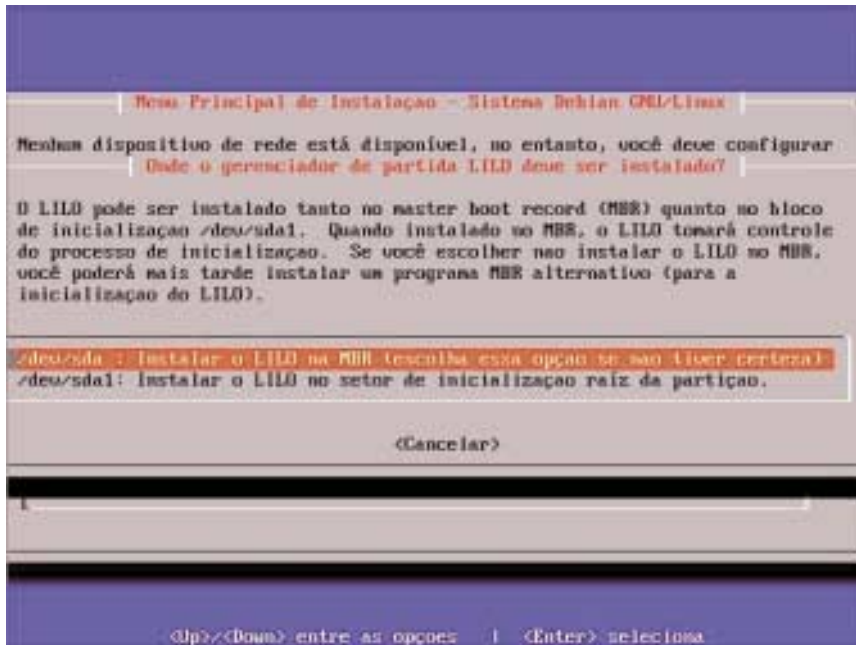 Menu Principal de Instalaçao - Sistema Debian GNU/Linux
Nenhum dispositivo de rede está disponível, no entanto, você deve configurar
Onde o gerenciador de partida LILO deve ser instalado?
O LILO pode ser instalado tanto no master boot record (MBR) quanto no bloco
de inicializaçao /dev/sda1. Quando instalado no MBR, o LILO tomará controle
do processo de inicializaçao. Se você escolher nao instalar o LILO no MBR,
você poderá mais tarde instalar um programa MBR alternativo (para a
inicializaçao do LILO).
/dev/sda : Instalar o LILO na MBR (escolha essa opçao se nao tiver certeza)
/dev/sda1: Instalar o LILO no setor de inicializaçao raíz da partiçao.
<Cancelar>
<Up>/<Down> entre as opçoes | <Enter> seleciona